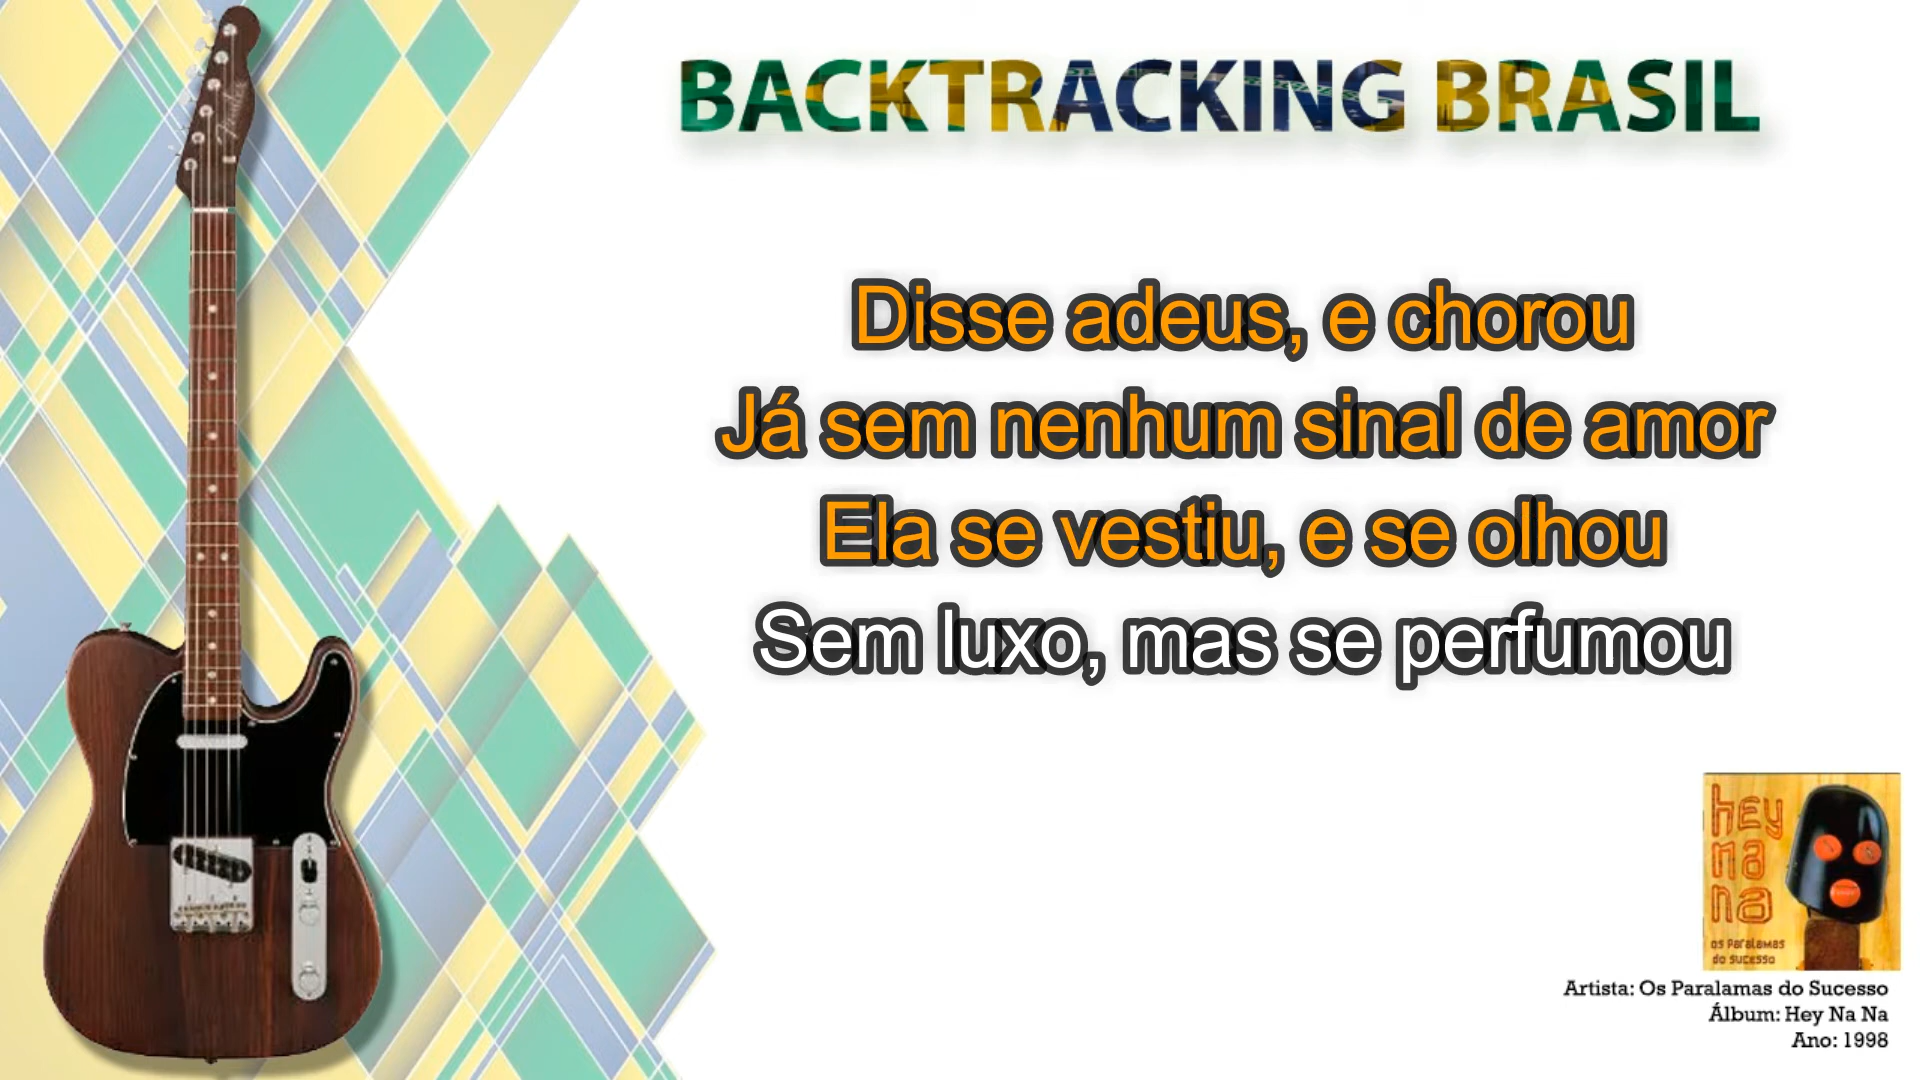 BACKTRACKING BRASIL
Disse adeus, e chorou
Já sem nenhum sinal de amor
Ela se vestiu, e se olhou
Sem luxo, mas se perfumou
Fender
hey
na
na
os paralamas
do sucesso
Artista: Os Paralamas do Sucesso
Álbum: Hey Na Na
Ano: 1998